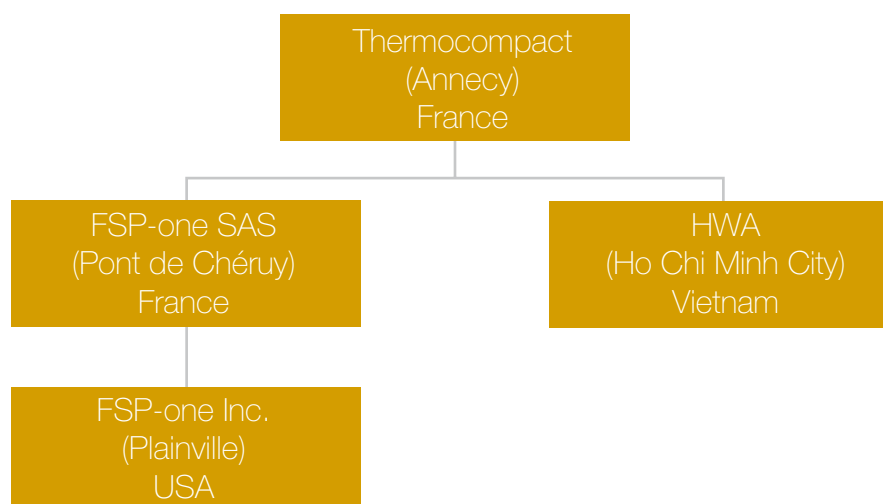 Thermocompact
(Annecy)
France
FSP-one SAS
(Pont de Chéruy)
France
HWA
(Ho Chi Minh City)
Vietnam
FSP-one Inc.
(Plainville)
USA